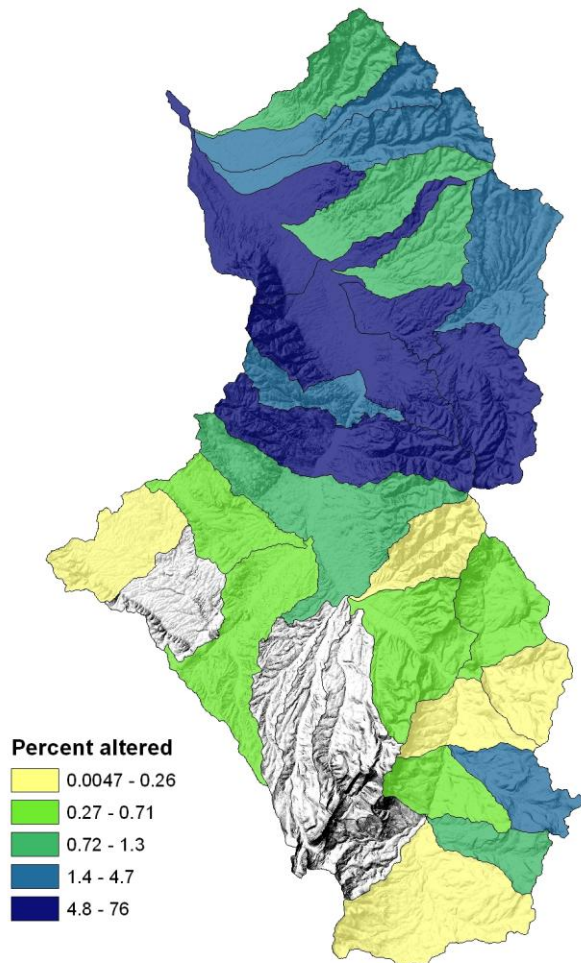 Percent altered
0.0047 - 0.26
0.27 - 0.71
0.72 - 1.3
1.4 - 4.7
4.8 - 76